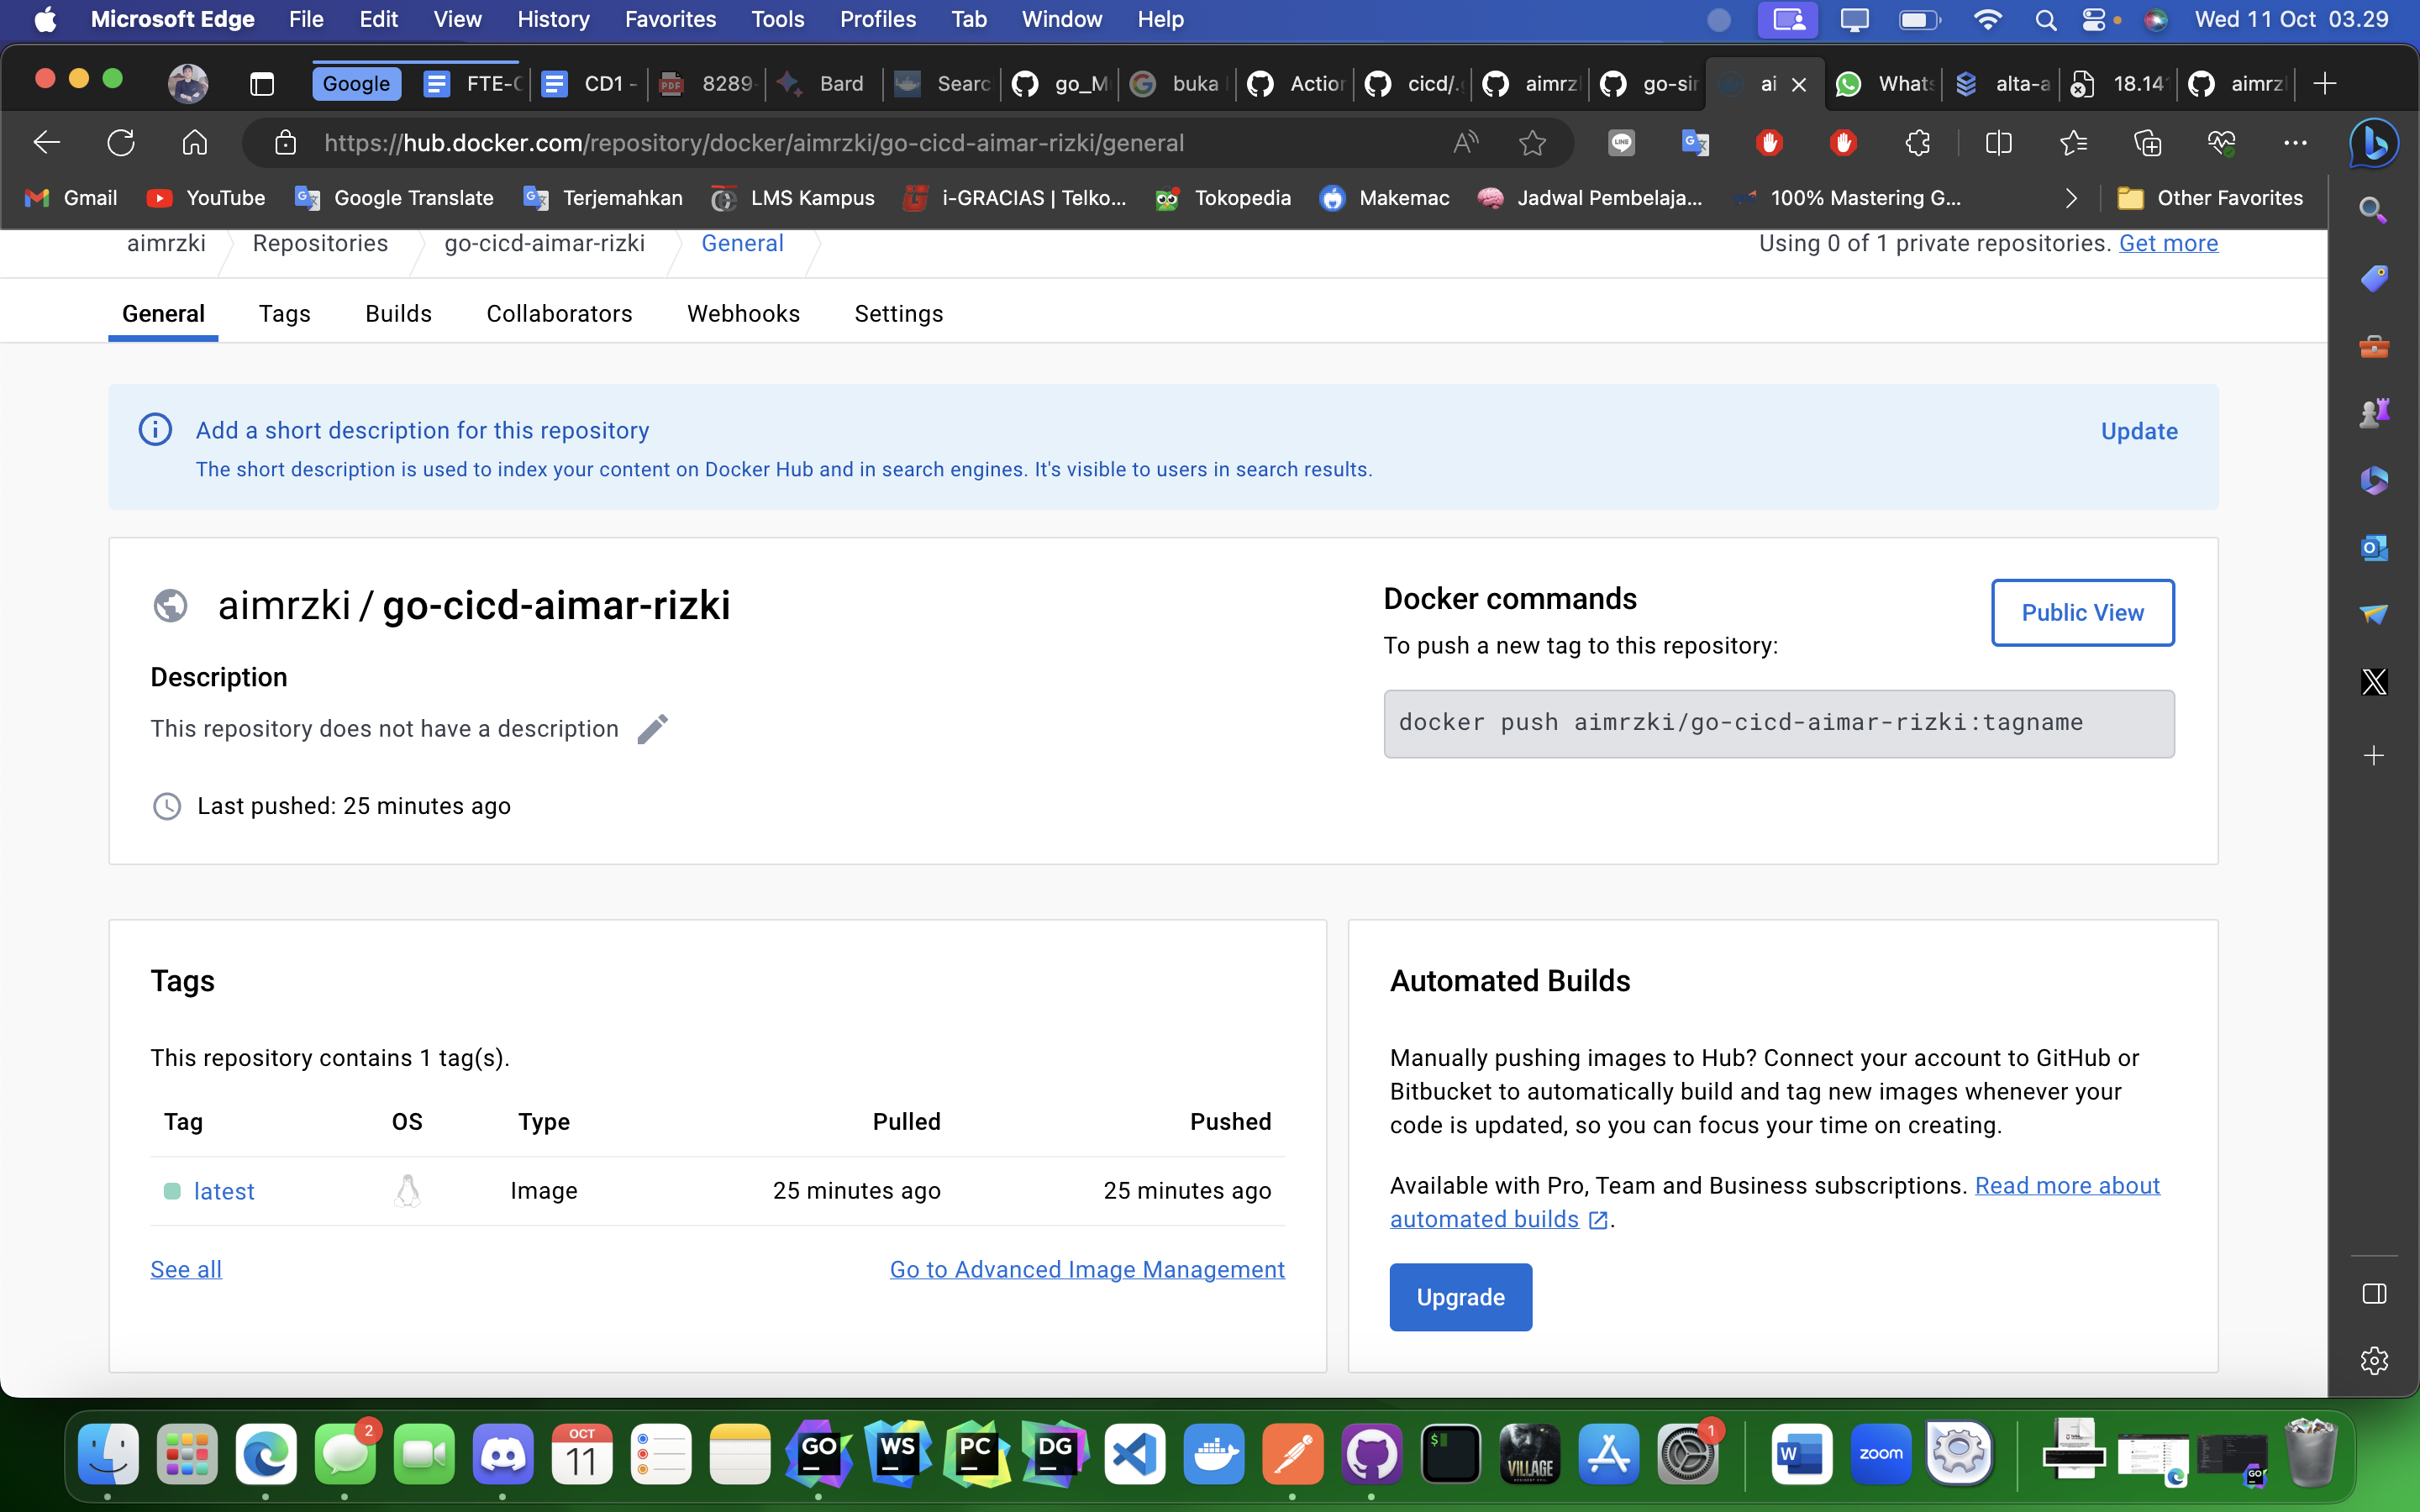 Microsoft Edge File Edit View History Favorites Tools Profiles Tab Window Help Wed 11 Oct 03.29
Google FTE-C CD1 - 8289 Bard Searc go_M buka Action cicd/.g aimrz go-sim ai Whats alta-a 18.14 aimrz
https://hub.docker.com/repository/docker/aimrzki/go-cicd-aimar-rizki/general
Gmail YouTube Google Translate Terjemahkan LMS Kampus i-GRACIAS | Telko... Tokopedia Makemac Jadwal Pembelaja... 100% Mastering G... Other Favorites
aimrzki Repositories go-cicd-aimar-rizki General Using 0 of 1 private repositories. Get more
General Tags Builds Collaborators Webhooks Settings
Add a short description for this repository Update
The short description is used to index your content on Docker Hub and in search engines. It's visible to users in search results.
aimrzki / go-cicd-aimar-rizki
Description
This repository does not have a description
Last pushed: 25 minutes ago
Docker commands
Public View
To push a new tag to this repository:
docker push aimrzki/go-cicd-aimar-rizki:tagname
Tags
This repository contains 1 tag(s).
Tag OS Type Pulled Pushed
latest Image 25 minutes ago 25 minutes ago
See all Go to Advanced Image Management
Automated Builds
Manually pushing images to Hub? Connect your account to GitHub or
Bitbucket to automatically build and tag new images whenever your
code is updated, so you can focus your time on creating.
Available with Pro, Team and Business subscriptions. Read more about
automated builds .
Upgrade
2 OCT 11 GO WS PC DG $ VILLAGE 1 W zoom GO